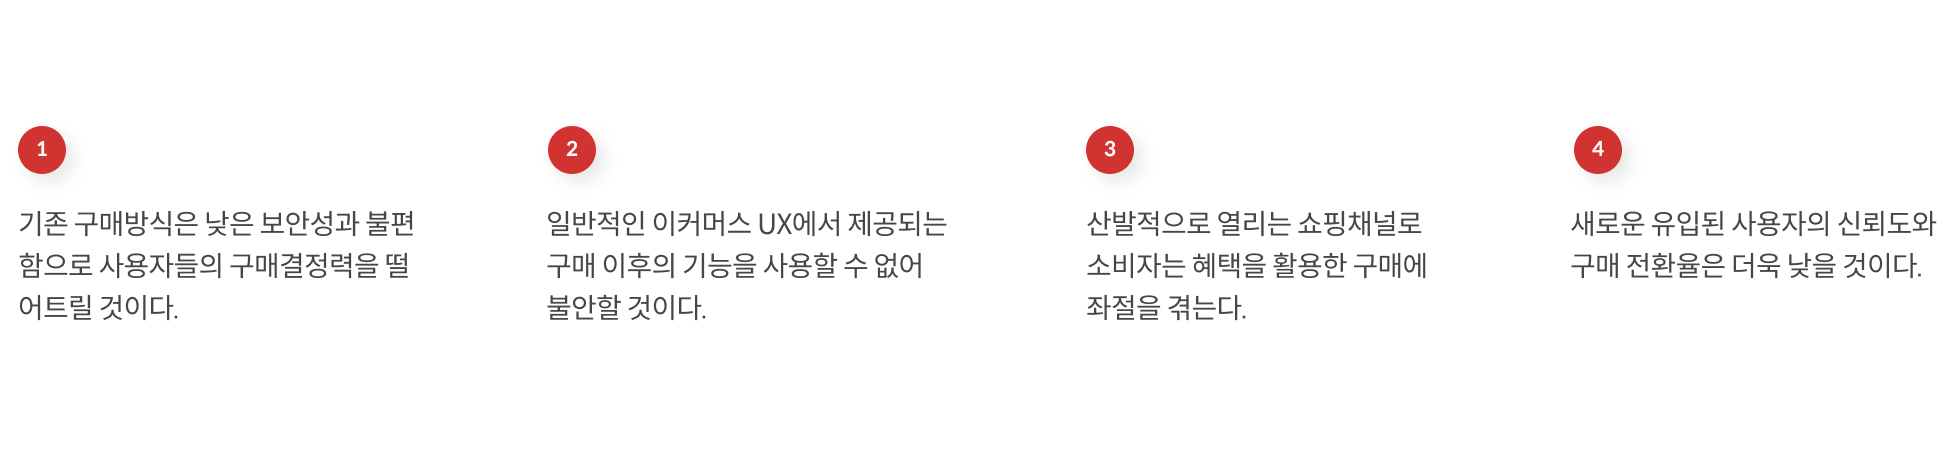 1
기존 구매방식은 낮은 보안성과 불편
함으로 사용자들의 구매결정력을 떨
어트릴 것이다.
2
일반적인 이커머스 UX에서 제공되는
구매 이후의 기능을 사용할 수 없어
불안할 것이다.
3
산발적으로 열리는 쇼핑채널로
소비자는 혜택을 활용한 구매에
좌절을 겪는다.
4
새로운 유입된 사용자의 신뢰도와
구매 전환율은 더욱 낮을 것이다.